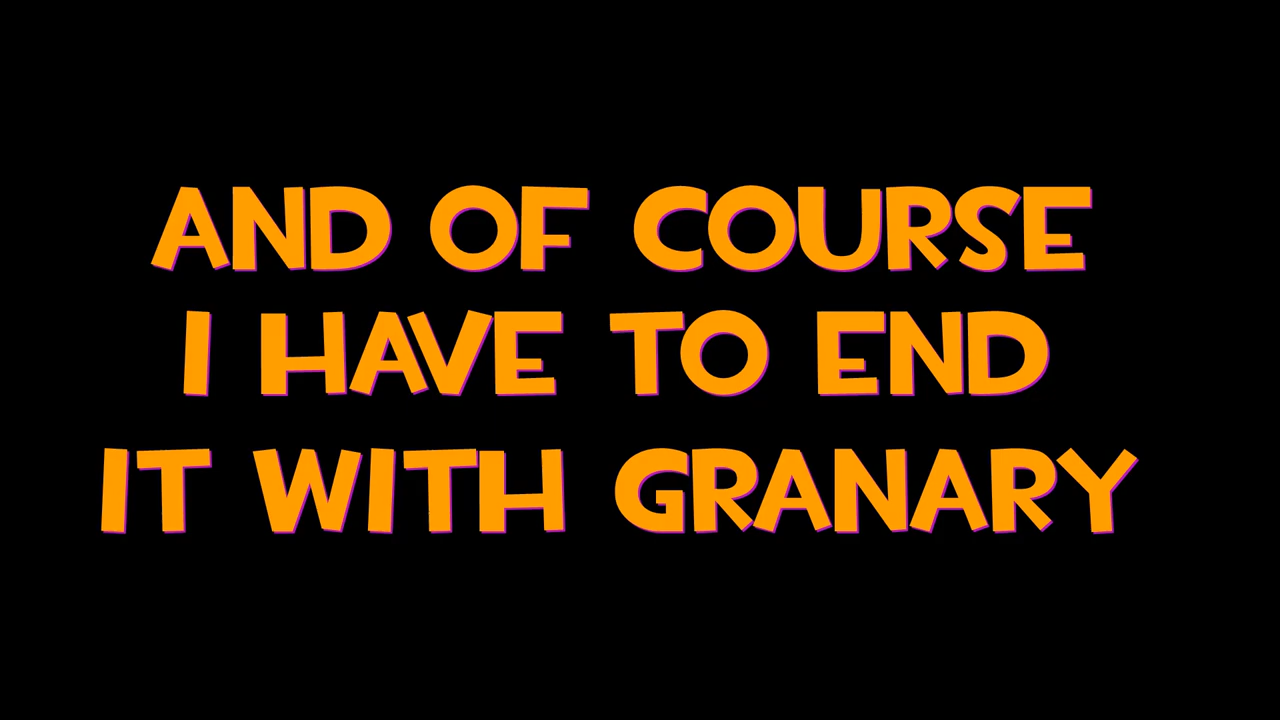 AND OF COURSE
I HAVE TO END
IT WITH GRANARY